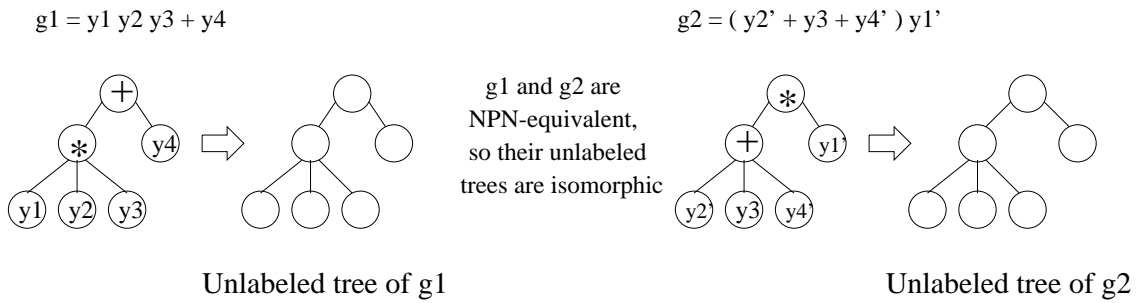 g1 = y1 y2 y3 + y4
g2 = ( y2’ + y3 + y4’ ) y1’
+
*
y4
y1 y2 y3
g1 and g2 are
NPN-equivalent,
so their unlabeled
trees are isomorphic
*
+
y1’
y2’ y3 y4’
Unlabeled tree of g1
Unlabeled tree of g2